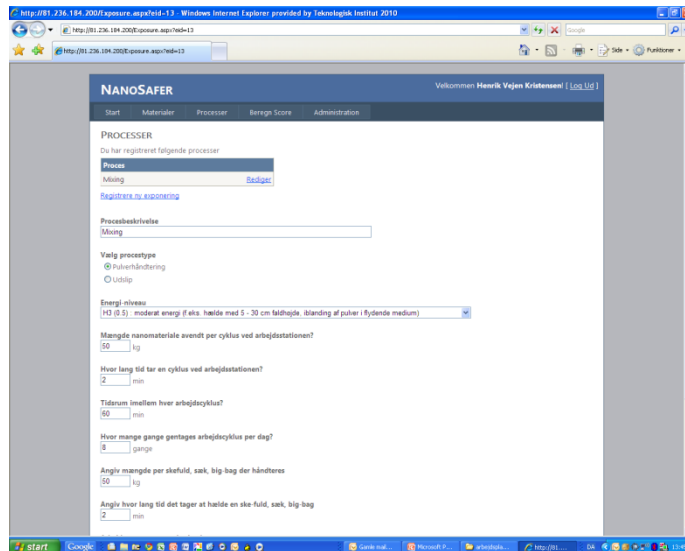 http://81.236.184.200/Exposure.aspx?eid=13 - Windows Internet Explorer provided by Teknologisk Institut 2010
http://81.236.184.200/Exposure.aspx?eid=13
Google
http://81.236.184.200/Exposure.aspx?eid=13
Side
Funktioner
NANOSAFER
Velkommen Henrik Vejen Kristensen! [ Log Ud ]
Start Materialer Processer Beregn Score Administration
PROCESSER
Du har registreret følgende processer
Proces
Mixing Rediger
Registrere ny exponering
Procesbeskrivelse
Mixing
Vælg procestype
Pulverhåndtering
Udslip
Energi-niveau
H3 (0.5) : moderat energi (f.eks. hælde med 5 - 30 cm faldhøjde, iblanding af pulver i flydende medium)
Mængde nanomateriale avendt per cyklus ved arbejdsstationen?
50 kg
Hvor lang tid tar en cyklus ved arbejdsstationen?
2 min
Tidsrum imellem hver arbejdscyklus?
60 min
Hvor mange gange gentages arbejdscyklus per dag?
8 gange
Angiv mængde per skefuld, sæk, big-bag der håndteres
50 kg
Angiv hvor lang tid det tager at hælde en ske-fuld, sæk, big-bag
2 min
start Google Gamle mail... Microsoft P... arbejdspla... http://81.... DA